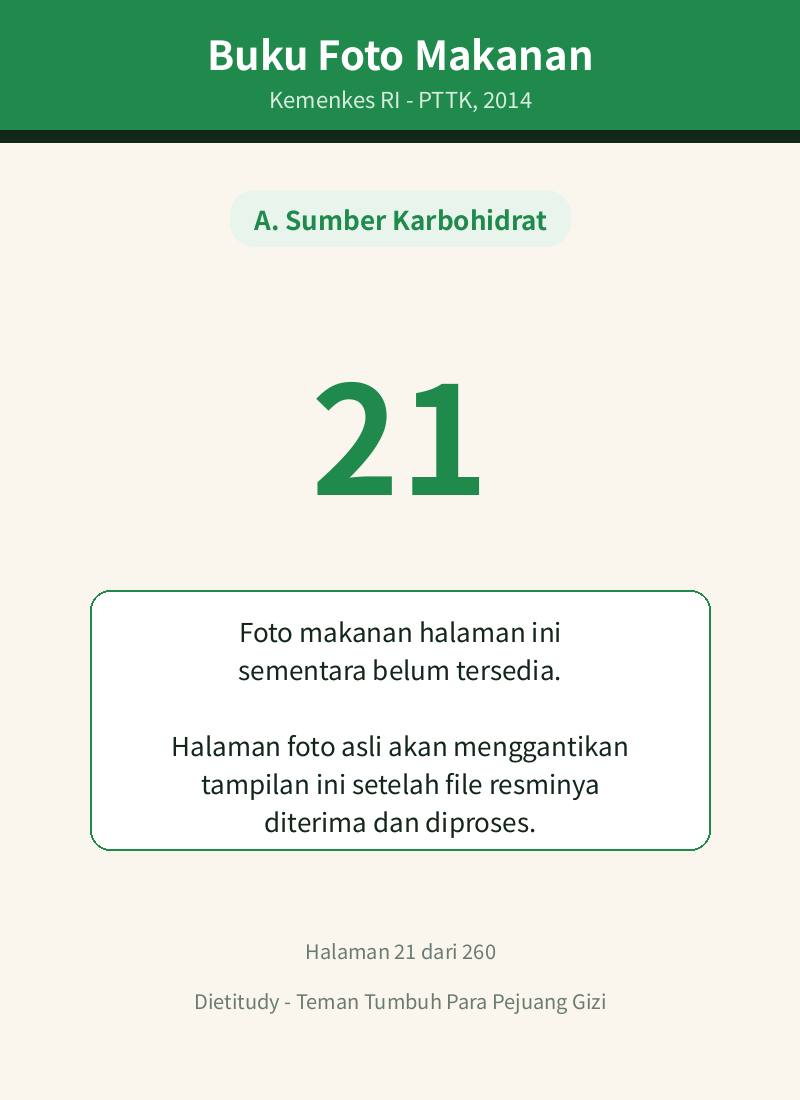 Buku Foto Makanan
Kemenkes RI - PTTK, 2014
A. Sumber Karbohidrat
21
Foto makanan halaman ini
sementara belum tersedia.
Halaman foto asli akan menggantikan
tampilan ini setelah file resminya
diterima dan diproses.
Halaman 21 dari 260
Dietitudy - Teman Tumbuh Para Pejuang Gizi